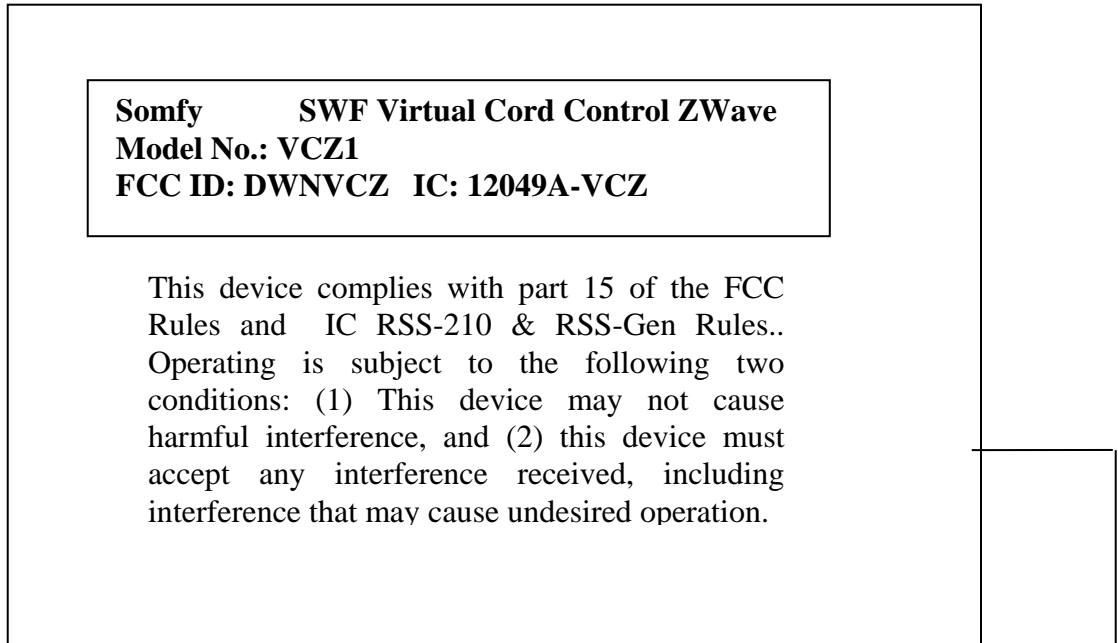 Somfy SWF Virtual Cord Control ZWave
Model No.: VCZ1
FCC ID: DWNVCZ IC: 12049A-VCZ
This device complies with part 15 of the FCC
Rules and IC RSS-210 & RSS-Gen Rules..
Operating is subject to the following two
conditions: (1) This device may not cause
harmful interference, and (2) this device must
accept any interference received, including
interference that may cause undesired operation.